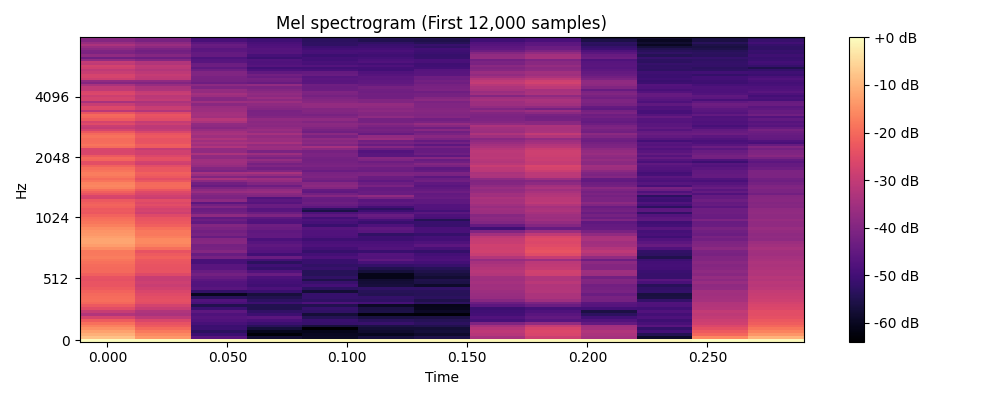 Mel spectrogram (First 12,000 samples)
Hz
4096
2048
1024
512
0
0.000 0.050 0.100 0.150 0.200 0.250
Time
+0 dB
-10 dB
-20 dB
-30 dB
-40 dB
-50 dB
-60 dB